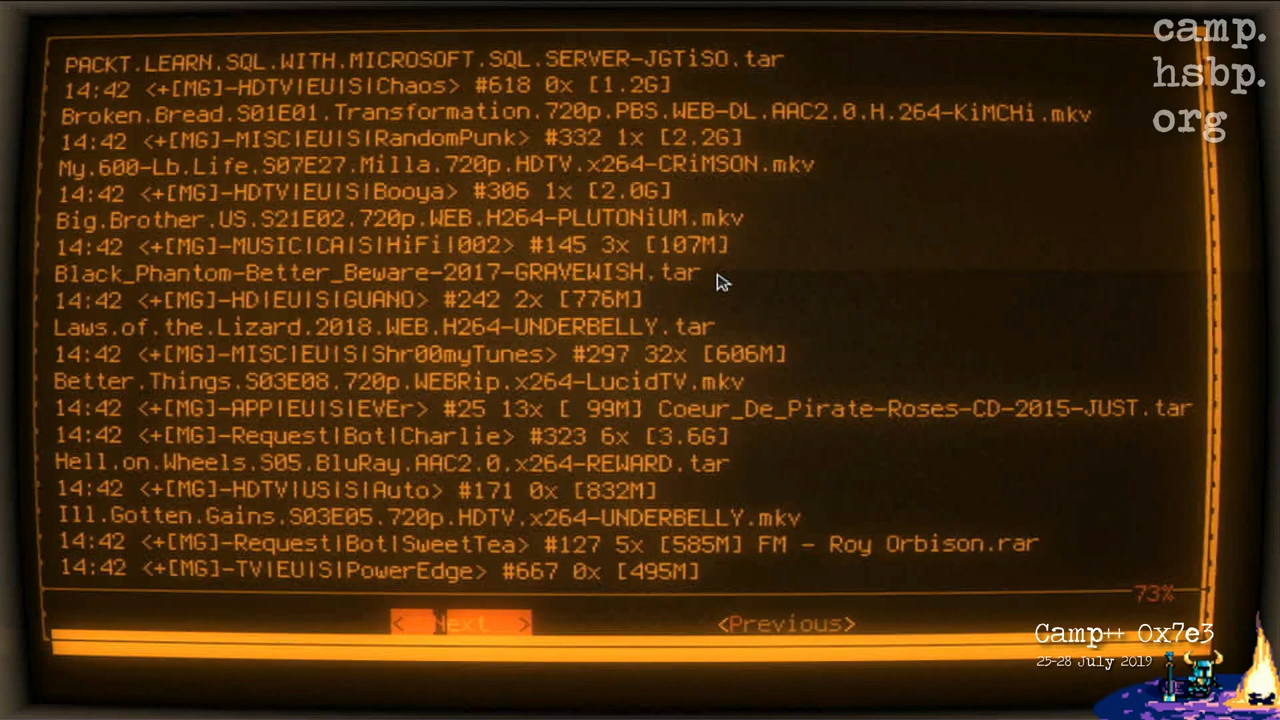 PACKT.LEARN.SQL.WITH.MICROSOFT.SQL.SERVER-JGTiSO.tar
14:42 <+[MG]-HDTV|EU|S|Chaos> #618 0x [1.2G]
Broken.Bread.S01E01.Transformation.720p.PBS.WEB-DL.AAC2.0.H.264-KiMCHi.mkv
14:42 <+[MG]-MISC|EU|S|RandomPunk> #332 1x [2.2G]
My.600-Lb.Life.S07E27.Milla.720p.HDTV.x264-CRiMSON.mkv
14:42 <+[MG]-HDTV|EU|S|Booya> #306 1x [2.0G]
Big.Brother.US.S21E02.720p.WEB.H264-PLUTONiUM.mkv
14:42 <+[MG]-MUSIC|CA|S|HiFi|002> #145 3x [107M]
Black_Phantom-Better_Beware-2017-GRAVEWISH.tar
14:42 <+[MG]-HD|EU|S|GUANO> #242 2x [776M]
Laws.of.the.Lizard.2018.WEB.H264-UNDERBELLY.tar
14:42 <+[MG]-MISC|EU|S|Shr00myTunes> #297 32x [606M]
Better.Things.S03E08.720p.WEBRip.x264-LucidTV.mkv
14:42 <+[MG]-APP|EU|S|EVEr> #25 13x [ 99M] Coeur_De_Pirate-Roses-CD-2015-JUST.tar
14:42 <+[MG]-Request|Bot|Charlie> #323 6x [3.6G]
Hell.on.Wheels.S05.BluRay.AAC2.0.x264-REWARD.tar
14:42 <+[MG]-HDTV|US|S|Auto> #171 0x [832M]
Ill.Gotten.Gains.S03E05.720p.HDTV.x264-UNDERBELLY.mkv
14:42 <+[MG]-Request|Bot|SweetTea> #127 5x [585M] FM - Roy Orbison.rar
14:42 <+[MG]-TV|EU|S|PowerEdge> #667 0x [495M]
73%
< Next > <Previous>
camp.
hsbp.
org
Camp++ 0x7e3
25-28 July 2019